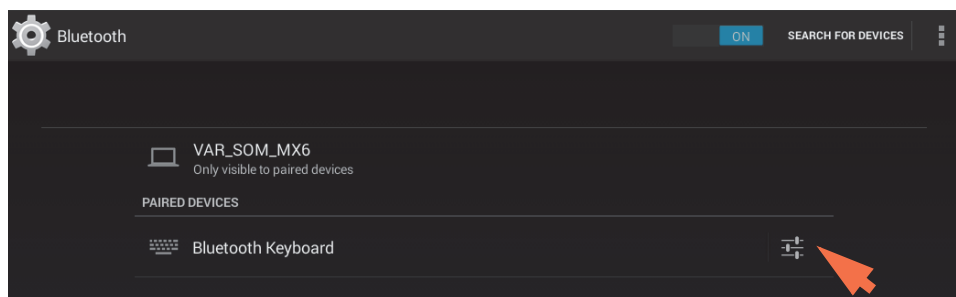 Bluetooth ON SEARCH FOR DEVICES
VAR_SOM_MX6
Only visible to paired devices
PAIRED DEVICES
Bluetooth Keyboard